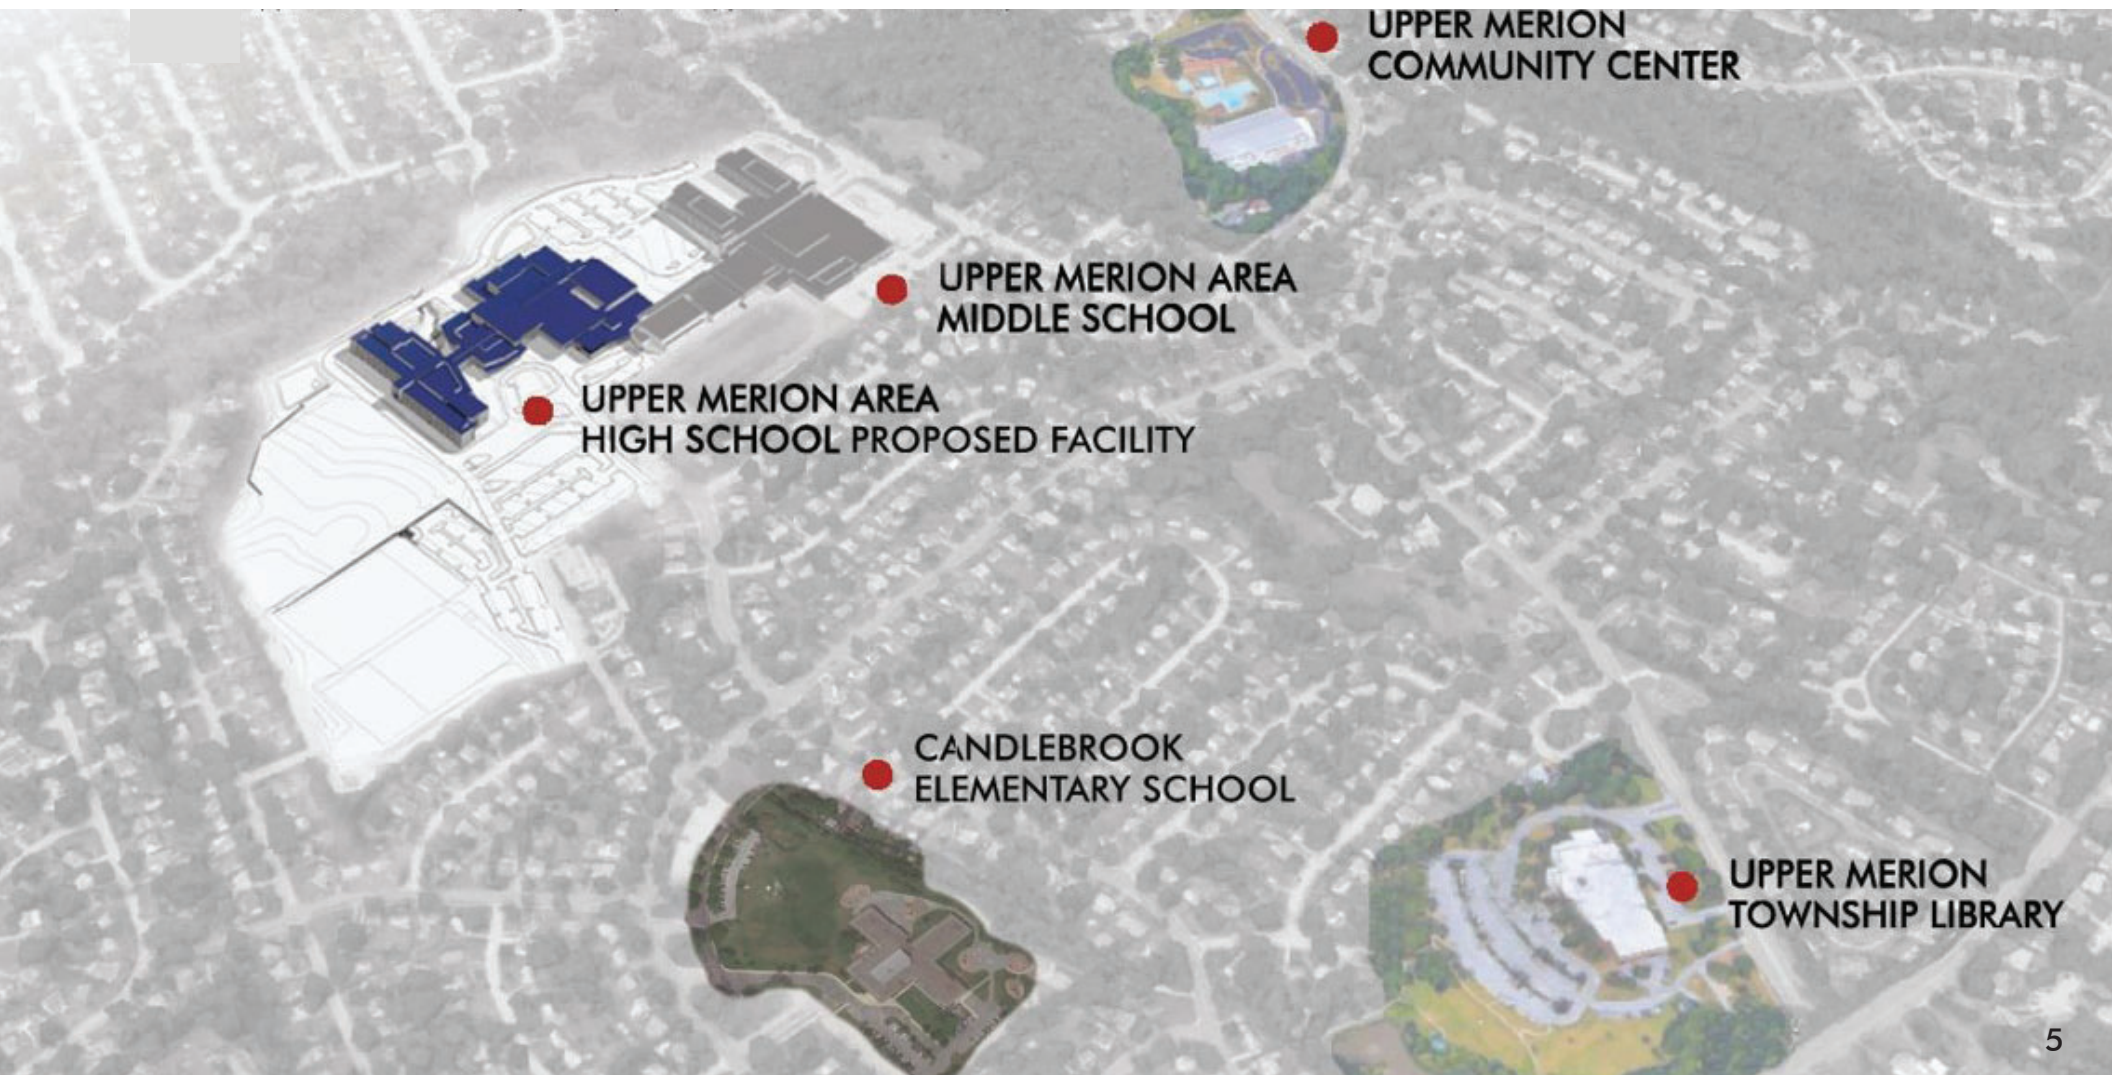 UPPER MERION
COMMUNITY CENTER
UPPER MERION AREA
MIDDLE SCHOOL
UPPER MERION AREA
HIGH SCHOOL PROPOSED FACILITY
CANDLEBROOK
ELEMENTARY SCHOOL
UPPER MERION
TOWNSHIP LIBRARY
5